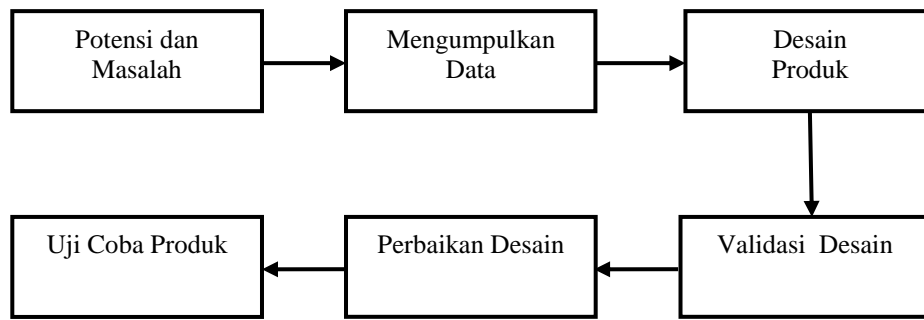 Potensi dan
Masalah
Mengumpulkan
Data
Desain
Produk
Uji Coba Produk
Perbaikan Desain
Validasi Desain